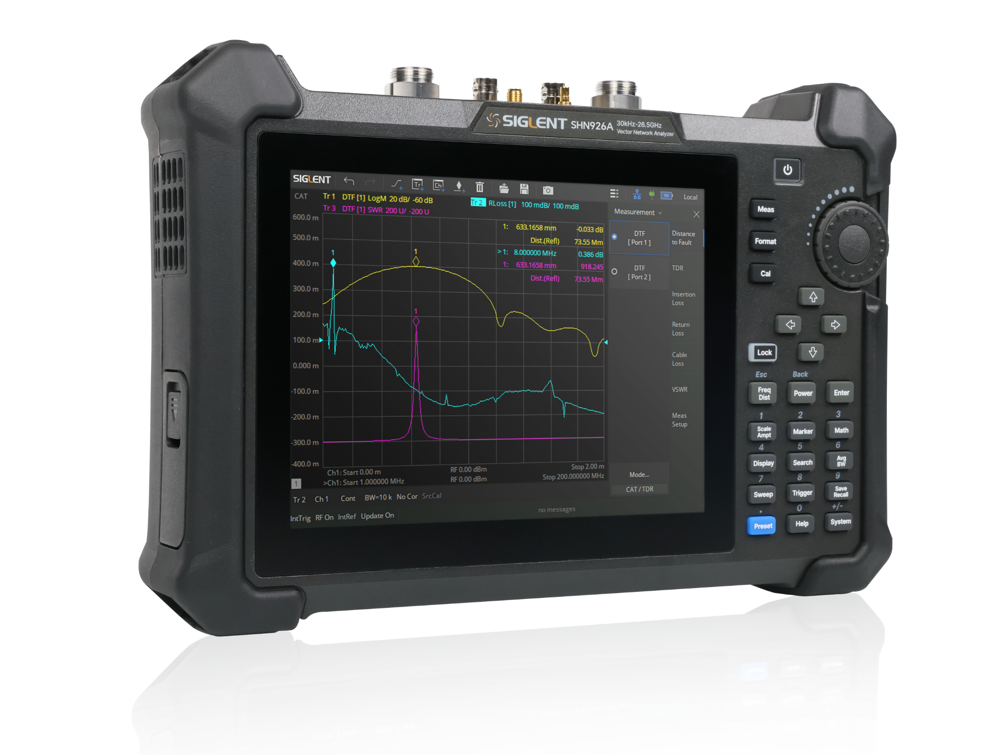 SIGLENT SHN926A 30kHz-26.5GHz
Vector Network Analyzer
SIGLENT
Tr
Ch
99
Local
CAT
Tr 1 DTF [1] LogM 20 dB/ -60 dB
Tr 2 RLoss [1] 100 mdB/ 100 mdB
Tr 3 DTF [1] SWR 200 U/ -200 U
600.0 m
500.0 m
400.0 m
300.0 m
200.0 m
100.0 m
0.000 m
-100.0 m
-200.0 m
-300.0 m
-400.0 m
1
1
1
1: 633.1658 mm -0.033 dB
Dist.(Refl) 73.55 Mm
> 1: 8.000000 MHz 0.386 dB
1: 633.1658 mm 918.245
Dist.(Refl) 73.55 Mm
Ch1: Start 0.00 m RF 0.00 dBm Stop 2.00 m
>Ch1: Start 1.000000 MHz RF 0.00 dBm Stop 200.000000 MHz
1
Tr 2 Ch 1 Cont BW=10 k No Cor SrcCal
IntTrig RF On IntRef Update On
no messages
Measurement
DTF
[ Port 1 ]
DTF
[ Port 2 ]
Distance
to Fault
TDR
Insertion
Loss
Return
Loss
Cable
Loss
VSWR
Meas
Setup
Mode...
CAT / TDR
Meas
Format
Cal
Lock
Esc Back
Freq
Dist
Power
Enter
1 2 3
Scale
Ampt
Marker
Math
4 5 6
Display
Search
Avg
BW
7 8 9
Sweep
Trigger
Save
Recall
. 0 +/-
Preset
Help
System